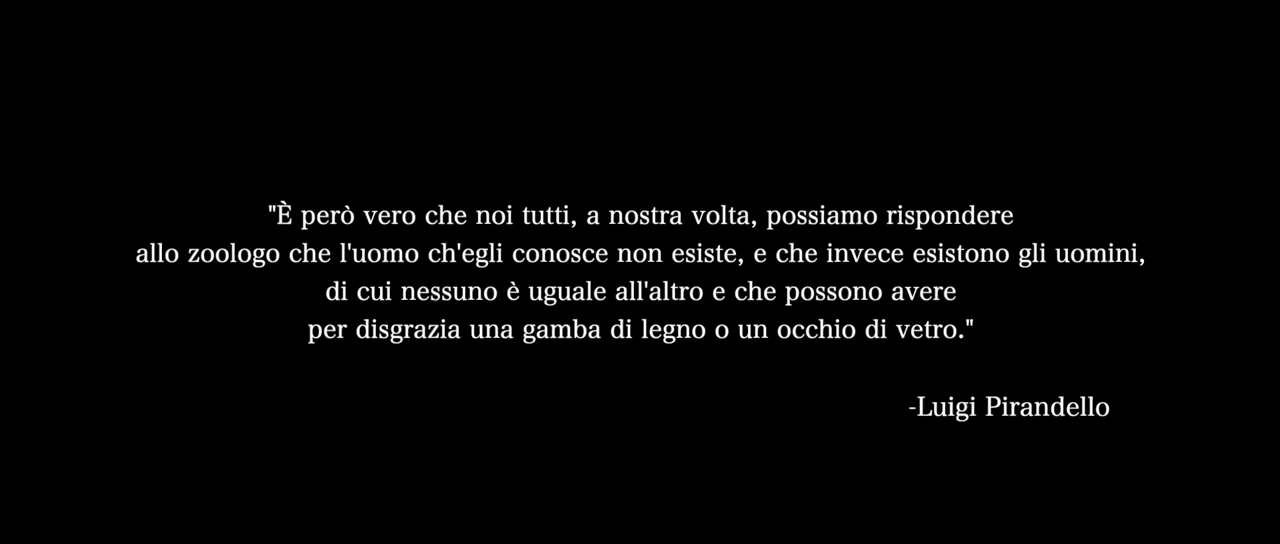 "È però vero che noi tutti, a nostra volta, possiamo rispondere
allo zoologo che l'uomo ch'egli conosce non esiste, e che invece esistono gli uomini,
di cui nessuno è uguale all'altro e che possono avere
per disgrazia una gamba di legno o un occhio di vetro."
-Luigi Pirandello